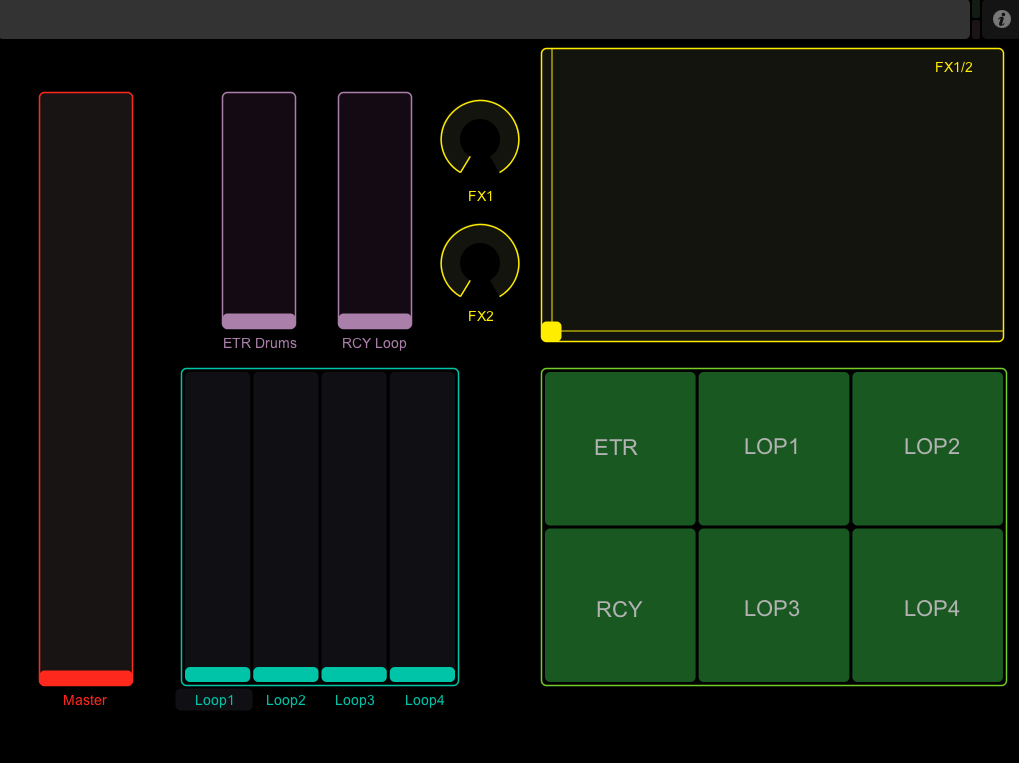 FX1/2
FX1
FX2
ETR Drums
RCY Loop
ETR
LOP1
LOP2
RCY
LOP3
LOP4
Master
Loop1
Loop2
Loop3
Loop4